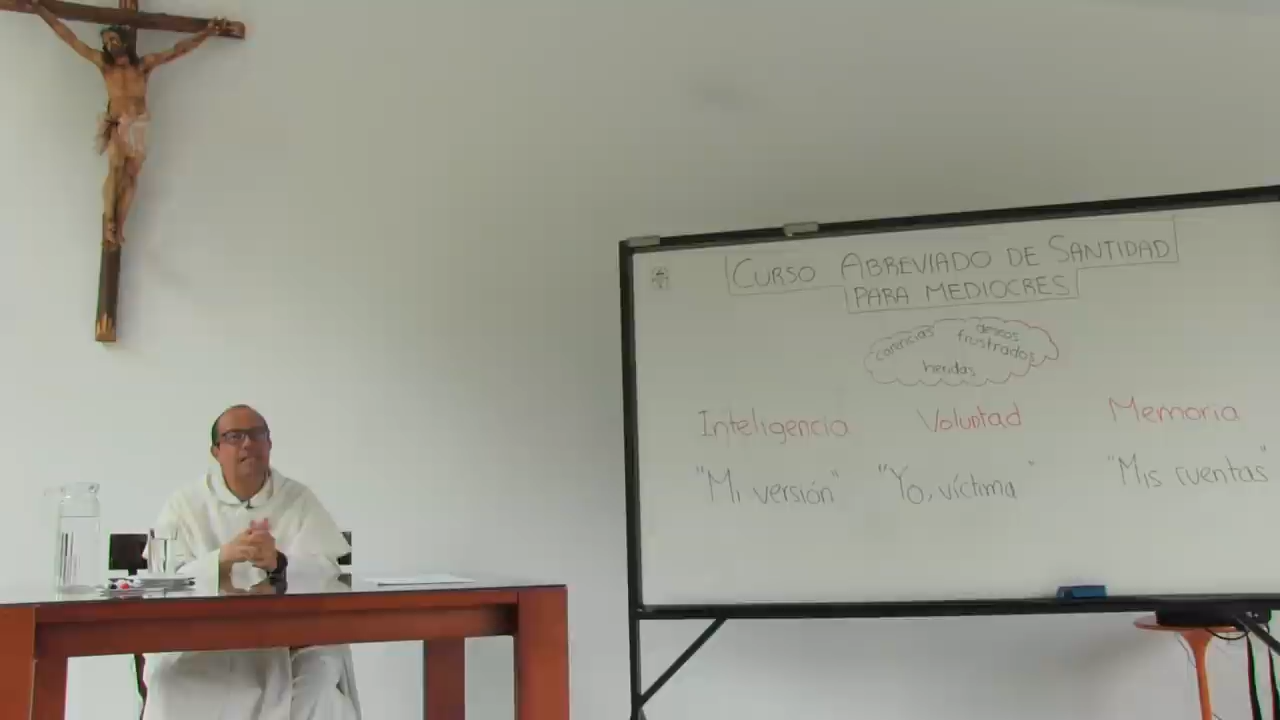 CURSO ABREVIADO DE SANTIDAD
PARA MEDIOCRES
carencias deseos frustrados
heridas
Inteligencia Voluntad Memoria
"Mi versión" "Yo, víctima" "Mis cuentas"